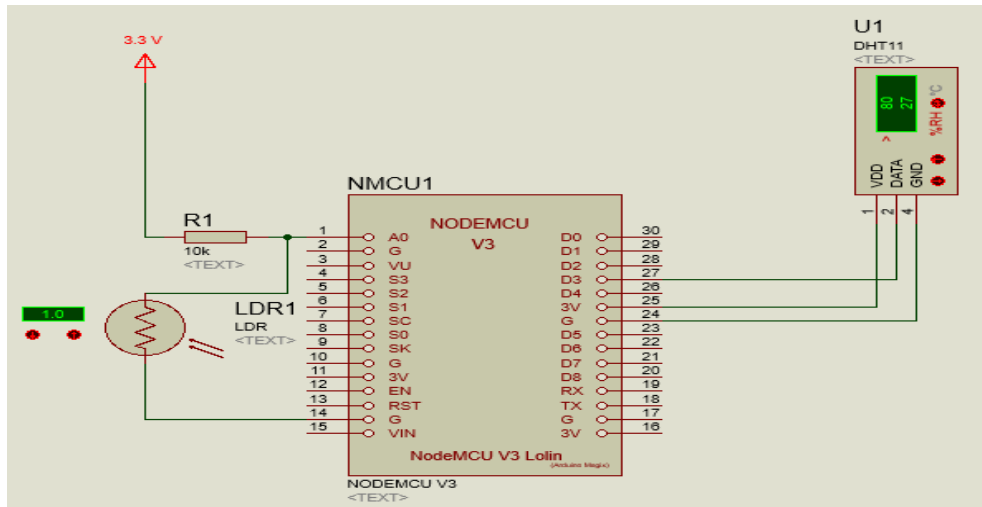 3.3 V
U1
DHT11
<TEXT>
80
27
>
%RH
°C
VDD
DATA
GND
1
2
4
NMCU1
NODEMCU
V3
R1
10k
<TEXT>
1.0
LDR1
LDR
<TEXT>
1 A0 D0 30
2 G D1 29
3 VU D2 28
4 S3 D3 27
5 S2 D4 26
6 S1 3V 25
7 SC G 24
8 S0 D5 23
9 SK D6 22
10 G D7 21
11 3V D8 20
12 EN RX 19
13 RST TX 18
14 G G 17
15 VIN 3V 16
NodeMCU V3 Lolin
(Arduino Magix)
NODEMCU V3
<TEXT>